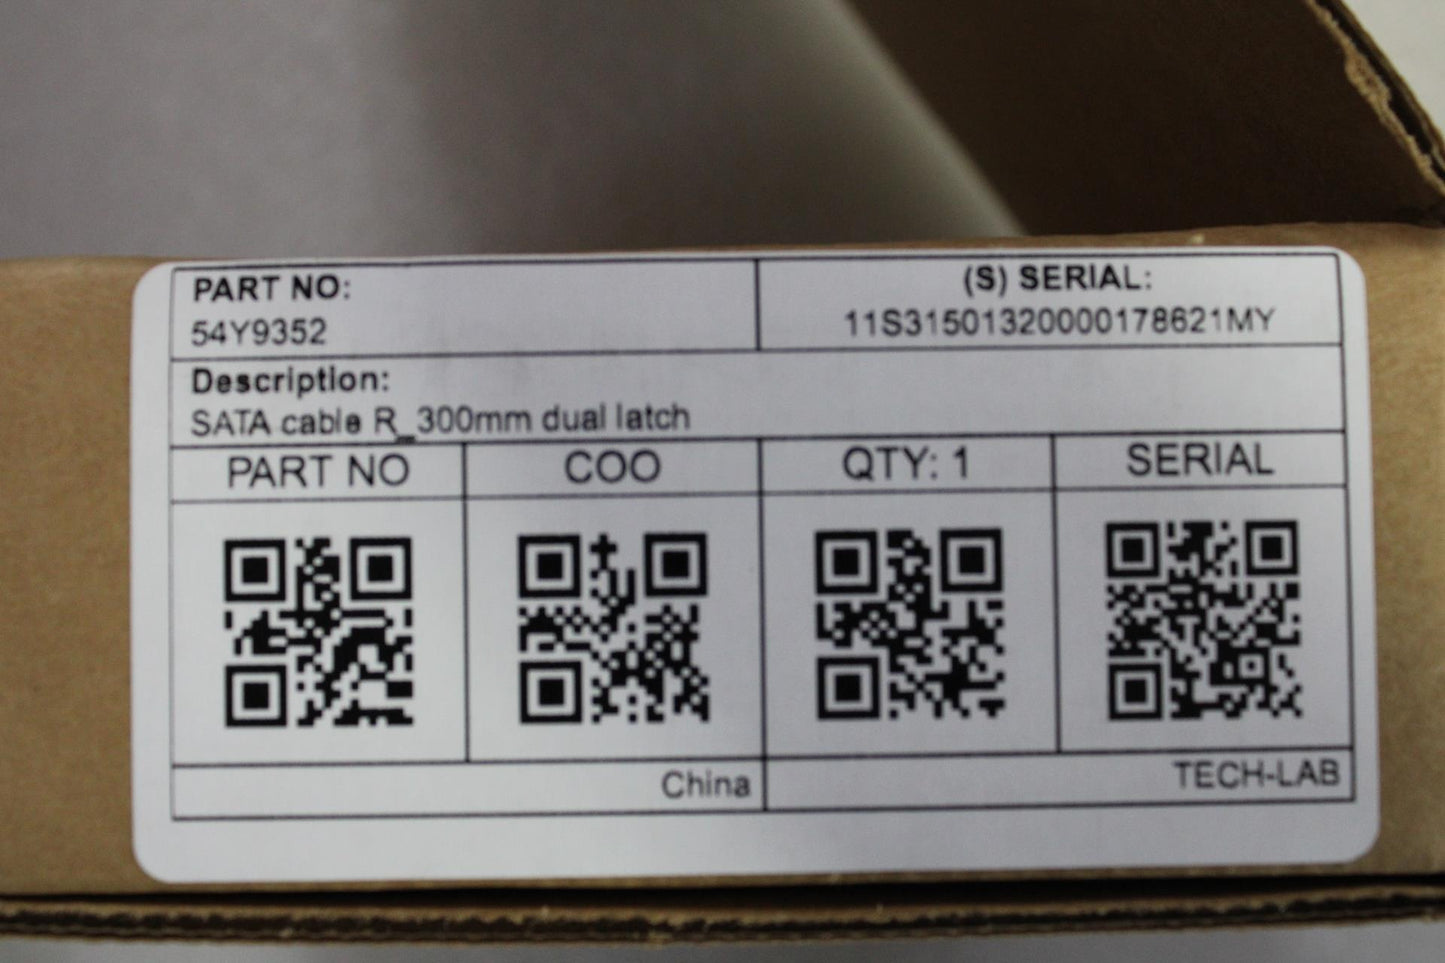 PART NO:
54Y9352
(S) SERIAL:
11S31501320000178621MY
Description:
SATA cable R_300mm dual latch
PART NO
COO
QTY: 1
SERIAL
China
TECH-LAB